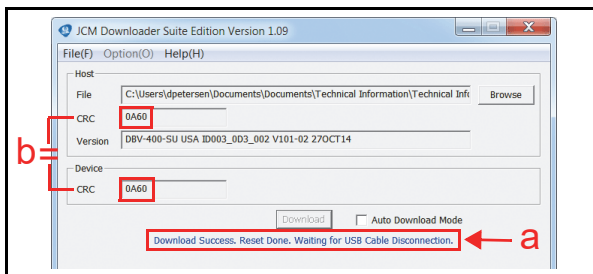 JCM Downloader Suite Edition Version 1.09
File(F) Option(O) Help(H)
Host
File C:\Users\dpetersen\Documents\Documents\Technical Information\Technical Info Browse
CRC 0A60
Version DBV-400-SU USA ID003_0D3_002 V101-02 27OCT14
b
Device
CRC 0A60
Download Auto Download Mode
Download Success. Reset Done. Waiting for USB Cable Disconnection. a